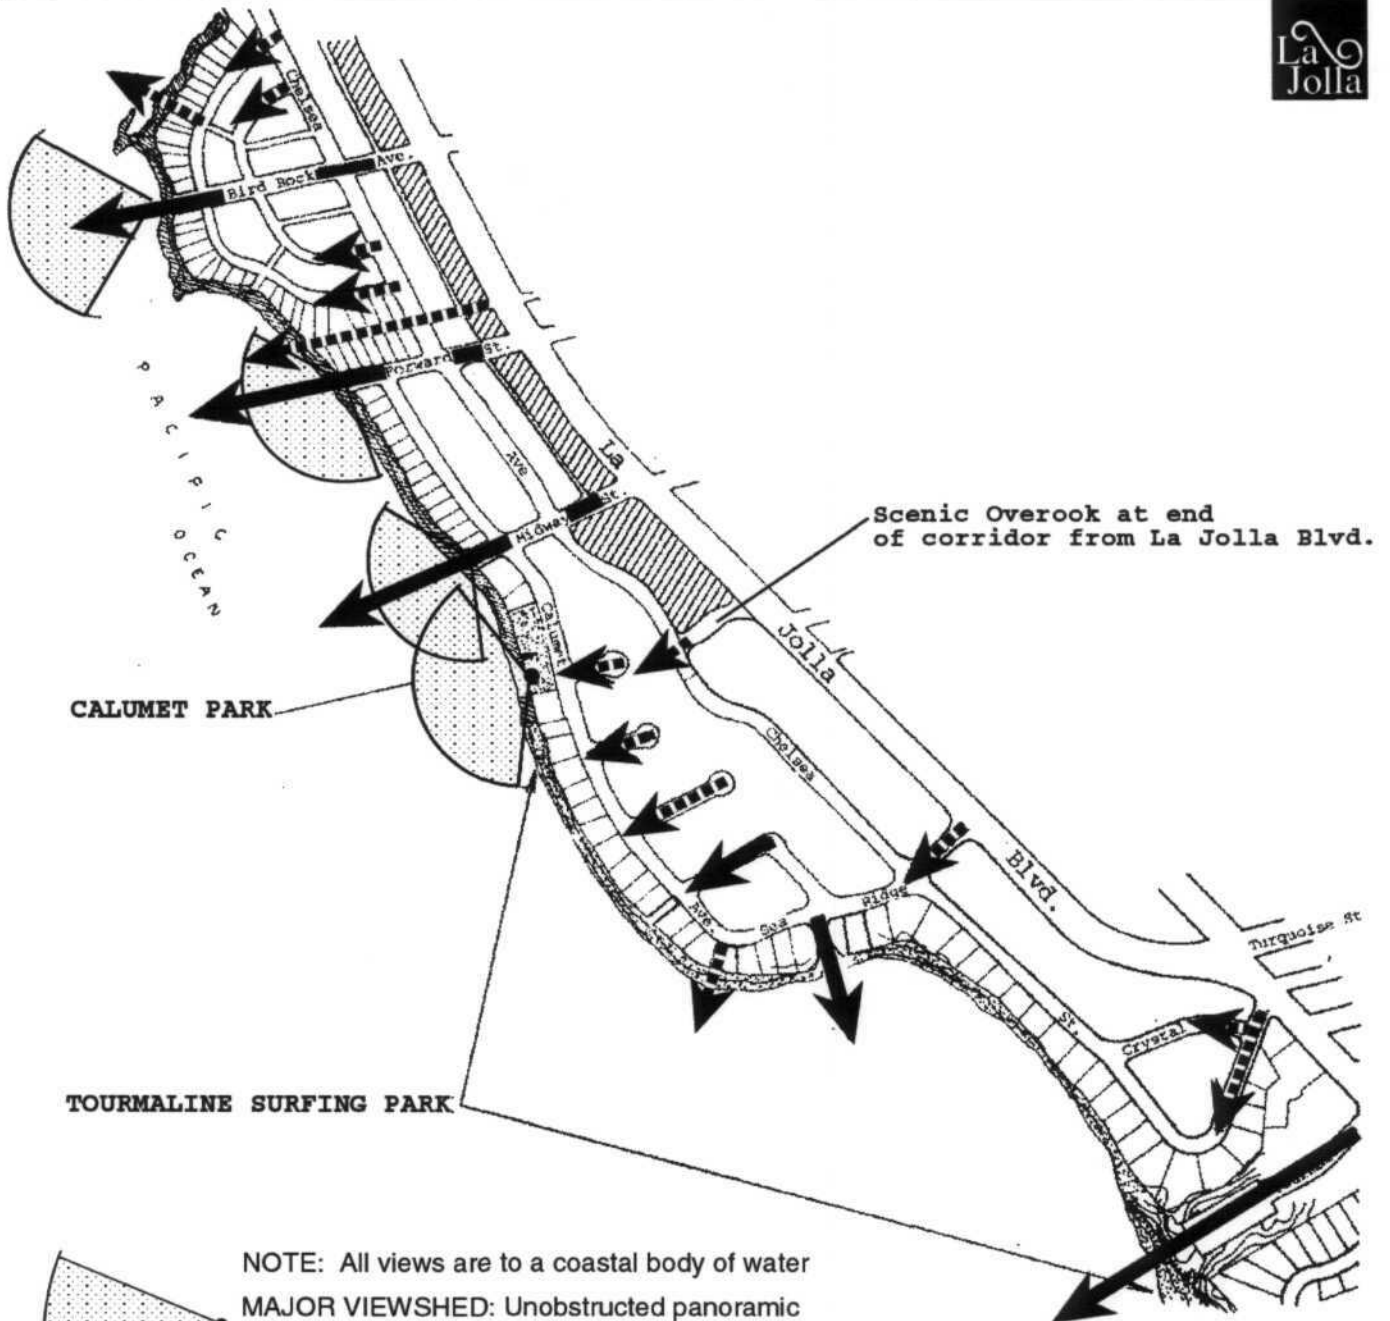 La
Jolla
Chelsea
Bird Rock Ave.
PACIFIC
OCEAN
Forward St.
Ave
La
Midway St.
Scenic Overook at end
of corridor from La Jolla Blvd.
Calumet
Jolla
CALUMET PARK
Chelsea
Blvd.
Ave
Sea Ridge
Turquoise St
St.
Crystal
TOURMALINE SURFING PARK
NOTE: All views are to a coastal body of water
MAJOR VIEWSHED: Unobstructed panoramic